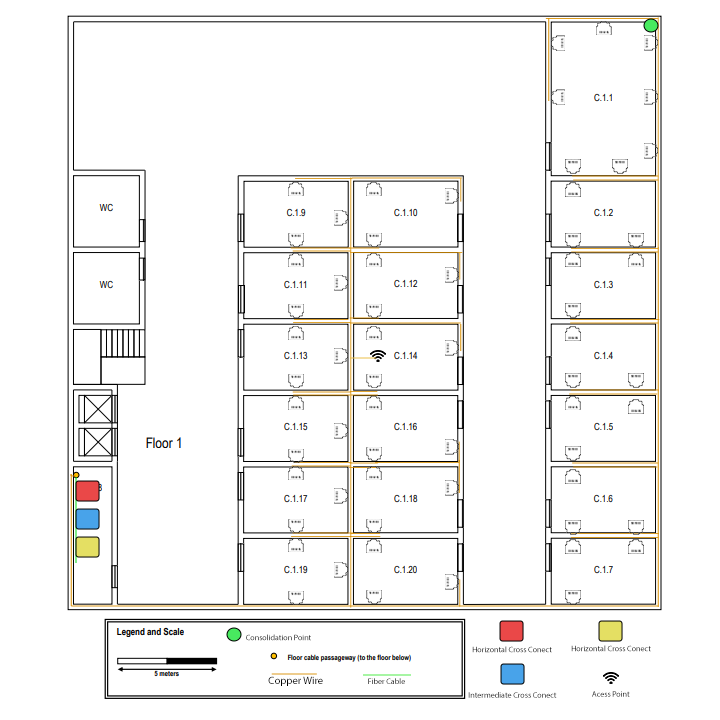 C.1.1
WC
C.1.9
C.1.10
C.1.2
WC
C.1.11
C.1.12
C.1.3
C.1.13
C.1.14
C.1.4
Floor 1
C.1.15
C.1.16
C.1.5
C.1.17
C.1.18
C.1.6
C.1.19
C.1.20
C.1.7
Legend and Scale
Consolidation Point
Floor cable passageway (to the floor below)
5 meters
Copper Wire
Fiber Cable
Horizontal Cross Conect
Horizontal Cross Conect
Intermediate Cross Conect
Acess Point